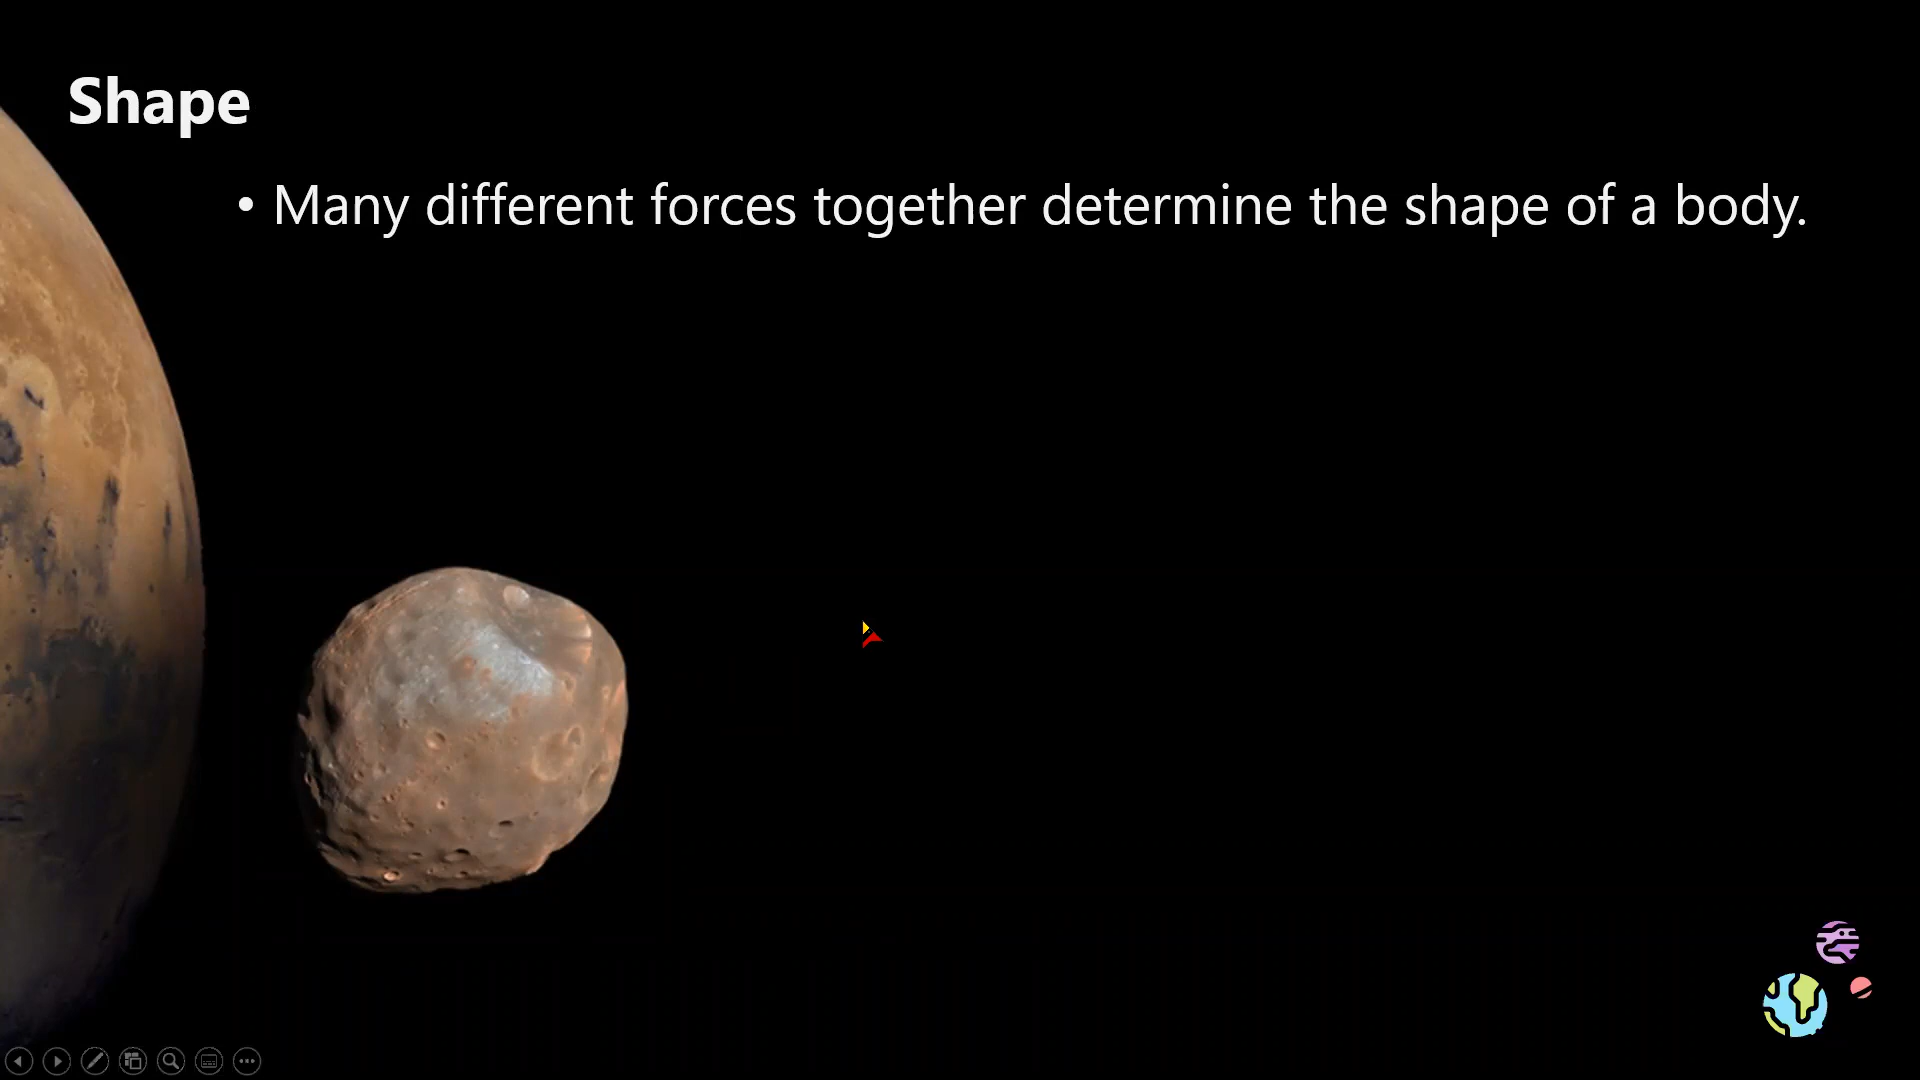 Shape
• Many different forces together determine the shape of a body.